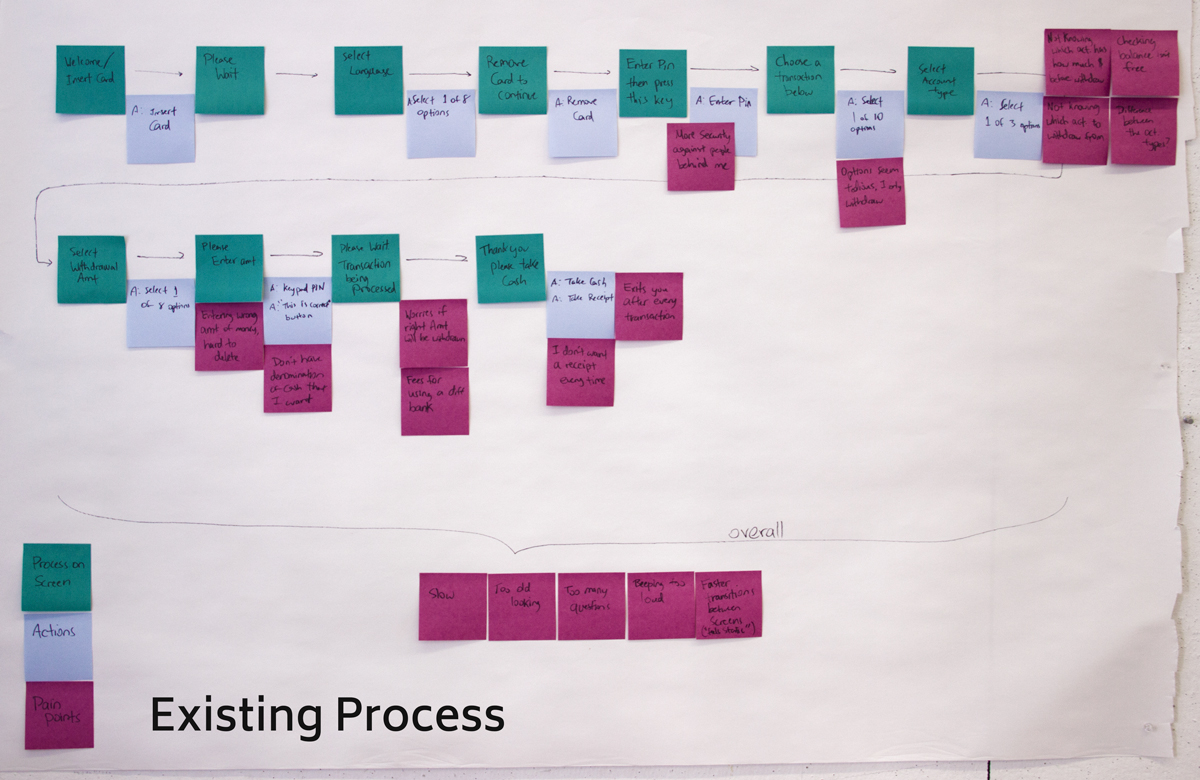 Welcome/
Insert Card
A: Insert
Card
Please
Wait
Select
Language
A: Select 1 of 8
options
Remove
Card to
Continue
A: Remove
Card
Enter Pin
then press
this key
A: Enter Pin
More Security
against people
behind me
Choose a
transaction
below
A: Select
1 of 10
options
Options seem
tedious, I only
withdraw
Select
Account
type
A: Select
1 of 3 options
Not Knowing
which act has
how much $
before withdraw
Checking
balance not
free
Not Knowing
which act to
withdraw from
Difference
between
the act
types?
Select
Withdrawal
Amt
A: Select 1
of 8 options
Please
Enter amt
Entering wrong
amt of money,
hard to
delete
A: Keypad PIN
A: "This is correct"
button
Don't have
denomination
of cash that
I want
Please Wait
Transaction
being
processed
Worries if
right Amt
will be withdrawn
Fees for
using a diff
bank
Thank you
please take
Cash
A: Take Cash
A: Take Receipt
I don't want
a receipt
every time
Exits you
after every
transaction
overall
Slow
Too old
looking
Too many
questions
Beeping too
loud
Faster
transitions
between
Screens
Process on
Screen
Actions
Pain
points
Existing Process